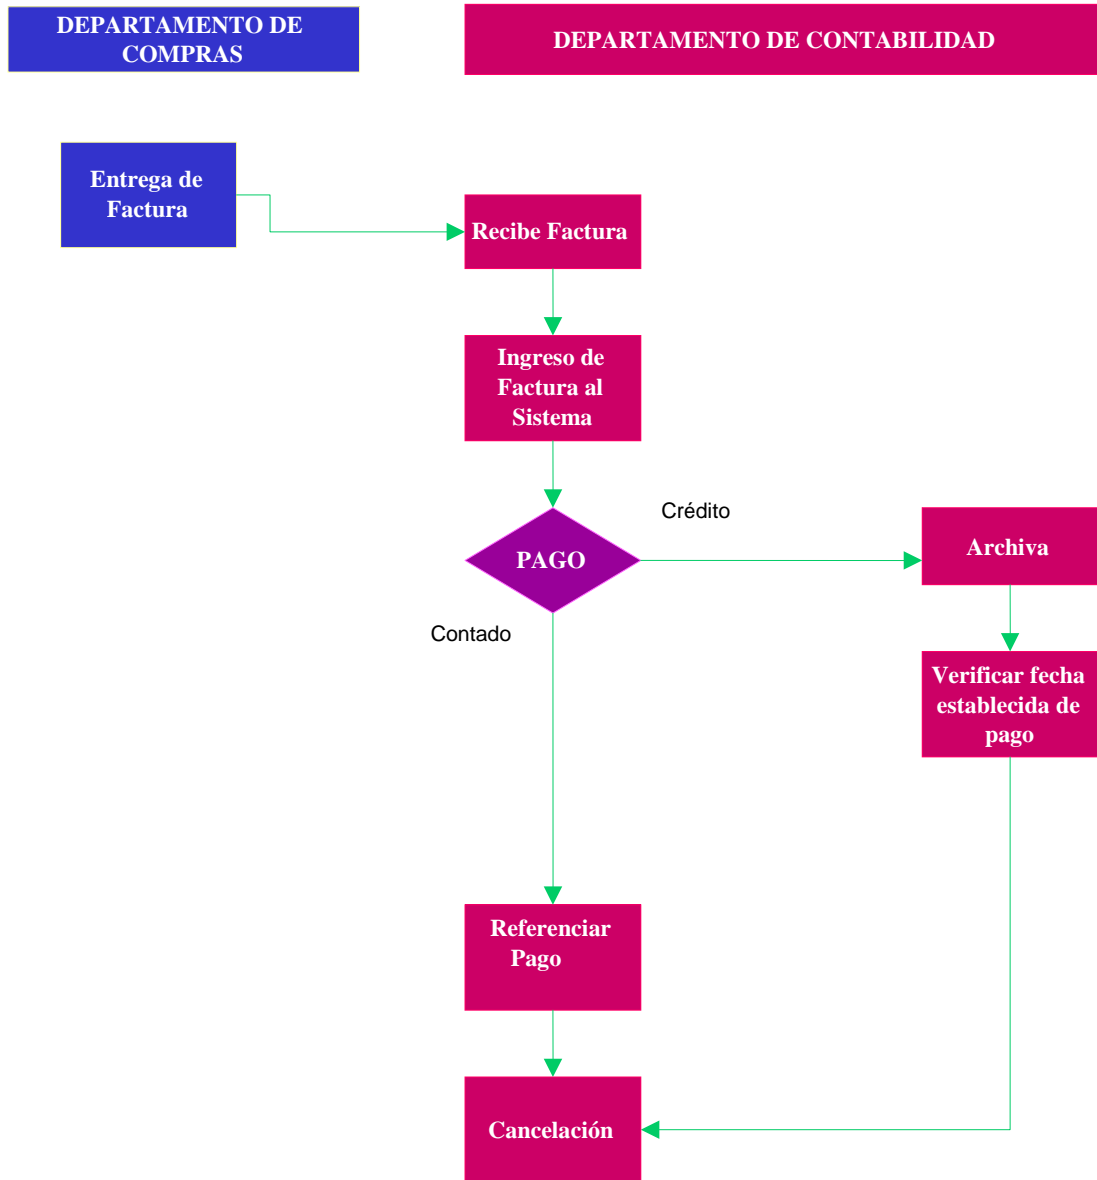 DEPARTAMENTO DE
COMPRAS
DEPARTAMENTO DE CONTABILIDAD
Entrega de
Factura
Recibe Factura
Ingreso de
Factura al
Sistema
Crédito
PAGO
Archiva
Contado
Verificar fecha
establecida de
pago
Referenciar
Pago
Cancelación